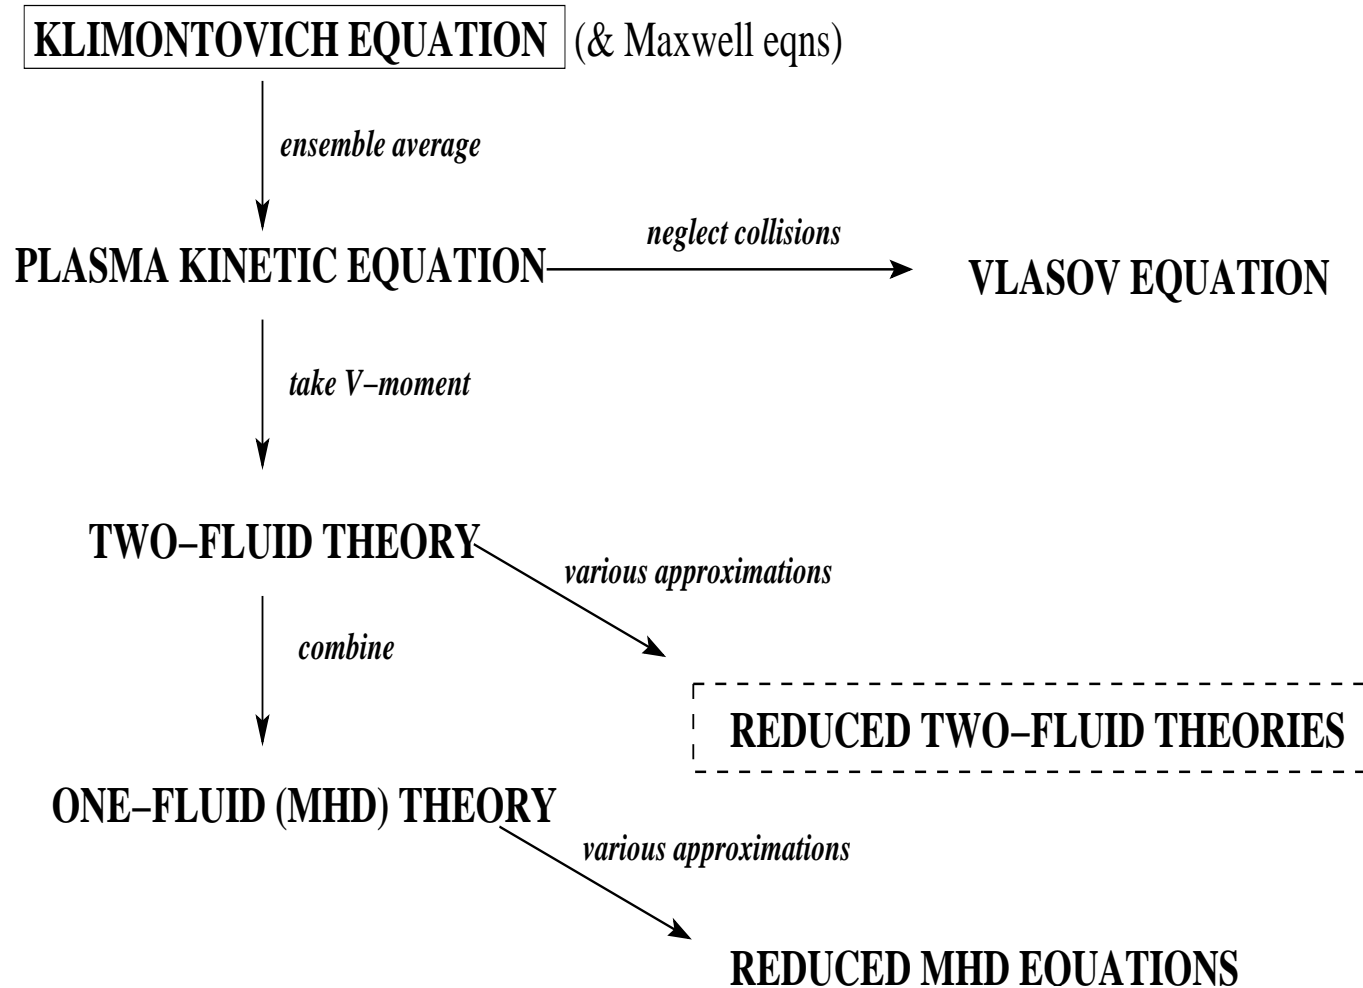 KLIMONTOVICH EQUATION (& Maxwell eqns)
ensemble average
neglect collisions
PLASMA KINETIC EQUATION
VLASOV EQUATION
take V−moment
TWO−FLUID THEORY
various approximations
combine
REDUCED TWO−FLUID THEORIES
ONE−FLUID (MHD) THEORY
various approximations
REDUCED MHD EQUATIONS